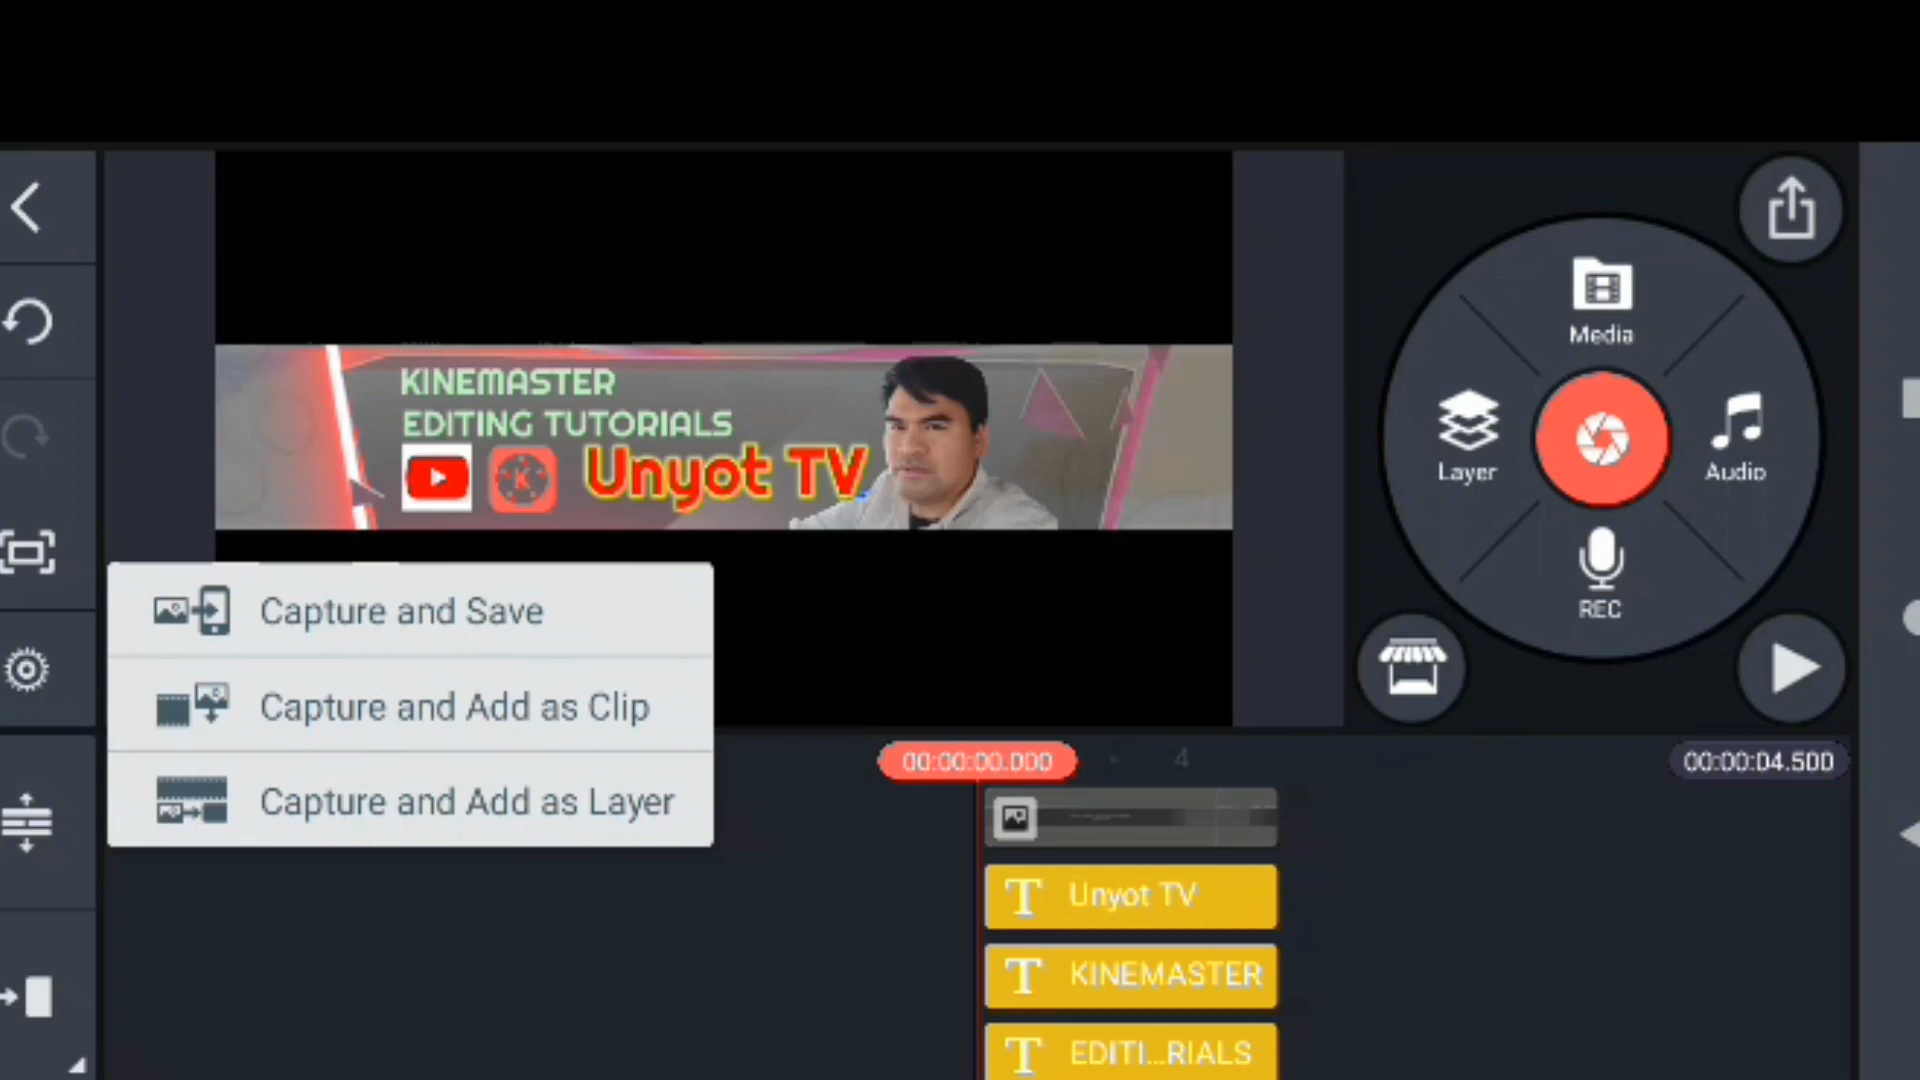 KINEMASTER
EDITING TUTORIALS
Unyot TV
K
Media
Layer
Audio
REC
Capture and Save
Capture and Add as Clip
Capture and Add as Layer
00:00:00.000
4
00:00:04.500
T Unyot TV
T KINEMASTER
T EDITI...RIALS